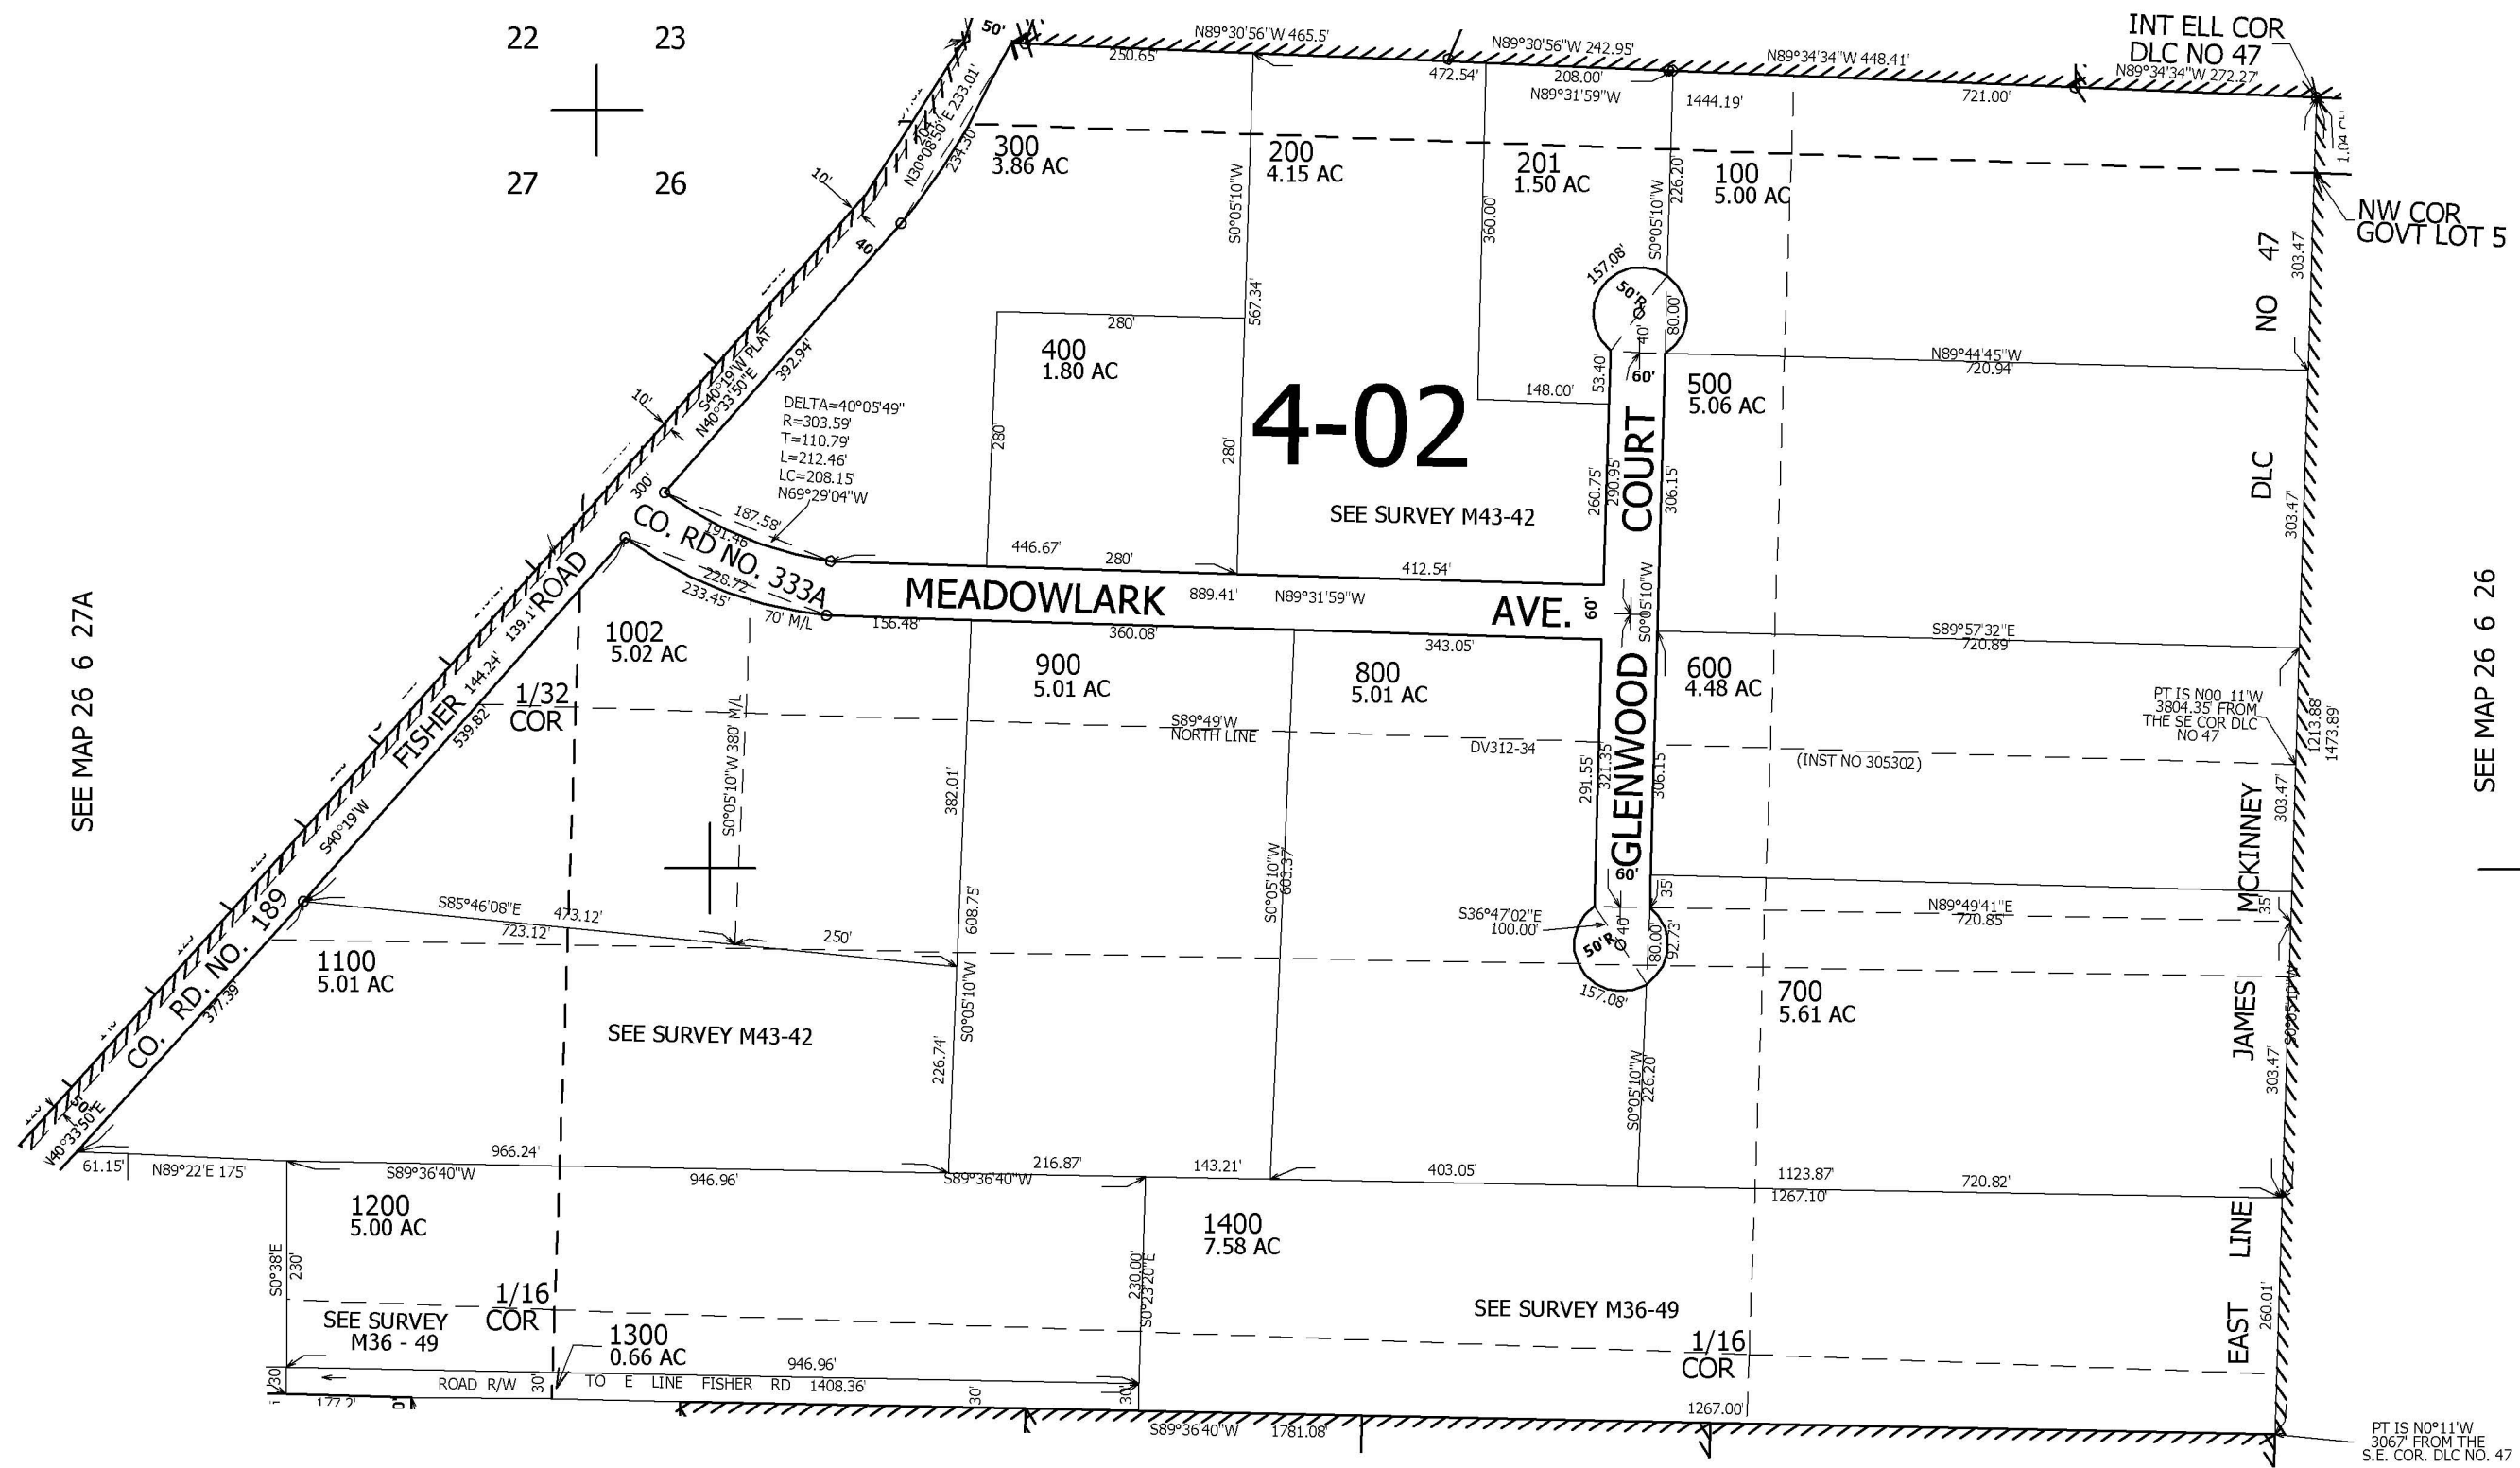 22 23
27 26
50'
N89°30'56"W 465.5'
250.65'
472.54'
N89°30'56"W 242.95'
208.00'
N89°31'59"W
N89°34'34"W 448.41'
1444.19'
721.00'
N89°34'34"W 272.27'
INT ELL COR
DLC NO 47
NW COR
GOVT LOT 5
N30°08'50"E 233.01'
234.30'
10'
40'
300
3.86 AC
200
4.15 AC
201
1.50 AC
100
5.00 AC
S0°05'10"W
567.34'
360.00'
S0°05'10"W
226.20'
303.47'
157.08'
50'R
40'
80.00'
53.40'
60'
148.00'
280'
400
1.80 AC
280'
280'
4-02
SEE SURVEY M43-42
500
5.06 AC
N89°44'45"W
720.94'
S40°19'W PLAT
N40°33'50"E
392.94'
10'
DELTA=40°05'49"
R=303.59'
T=110.79'
L=212.46'
LC=208.15'
N69°29'04"W
187.58'
191.46'
300'
CO. RD NO. 333A
228.72'
233.45'
70' M/L
446.67'
280'
412.54'
MEADOWLARK AVE.
889.41'
N89°31'59"W
60'
156.48'
360.08'
343.05'
260.75'
290.95'
306.15'
GLENWOOD COURT
S0°05'10"W
303.47'
S89°57'32"E
720.89'
SEE MAP 26 6 27A
SEE MAP 26 6 26
FISHER ROAD
139.1'
144.24'
539.82'
S40°19'W
1002
5.02 AC
1/32
COR
900
5.01 AC
800
5.01 AC
600
4.48 AC
S89°49'W
NORTH LINE
DV312-34
(INST NO 305302)
PT IS N00 11'W
3804.35' FROM
THE SE COR DLC
NO 47
1213.88'
1473.89'
S0°05'10"W 380' M/L
382.01'
608.75'
S0°05'10"W
226.74'
S0°05'10"W
603.37'
291.55'
321.35'
306.15'
303.47'
60'
35'
35'
N89°49'41"E
720.85'
S36°47'02"E
100.00'
50'R
40'
80.00'
92.73'
157.08'
S85°46'08"E
473.12'
723.12'
250'
CO. RD. NO. 189
377.39'
1100
5.01 AC
SEE SURVEY M43-42
700
5.61 AC
S0°05'10"W
226.20'
S0°05'10"W
303.47'
EAST LINE JAMES MCKINNEY DLC NO 47
40°33'50"E
61.15'
N89°22'E 175'
966.24'
S89°36'40"W
946.96'
S89°36'40"W
216.87'
143.21'
403.05'
1123.87'
1267.10'
720.82'
1200
5.00 AC
S0°38'E
230'
1400
7.58 AC
230.00'
S0°23'20"E
260.01'
1/16
COR
SEE SURVEY
M36 - 49
1300
0.66 AC
SEE SURVEY M36-49
1/16
COR
946.96'
30'
ROAD R/W
30'
TO E LINE FISHER RD 1408.36'
30'
30'
177.2'
1267.00'
S89°36'40"W 1781.08'
PT IS N0°11'W
3067' FROM THE
S.E. COR. DLC NO. 47